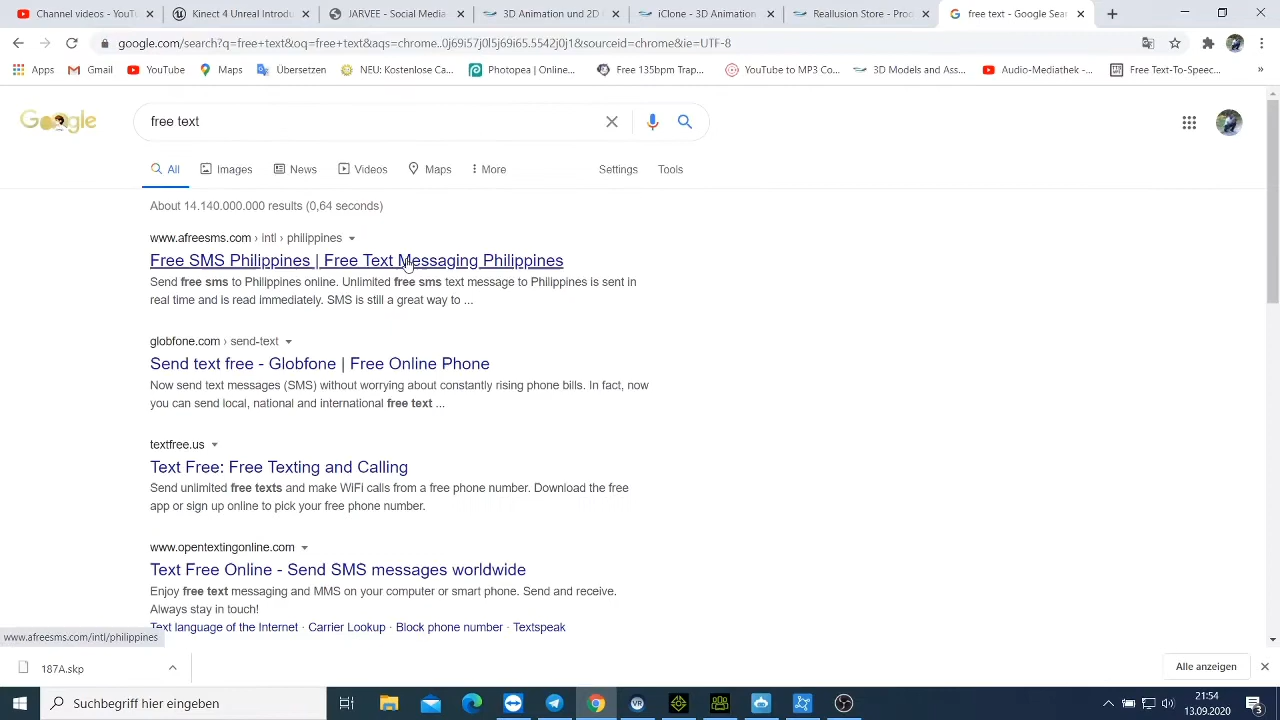 Channel videos - YouTu
Kinect 4 Unreal Introdu
JARVEE - Social Media
3D Animation und 2D
iClone - 3D Animation
Reallusion Store - Prod
free text - Google Sear
google.com/search?q=free+text&oq=free+text&aqs=chrome..0j69i57j0l5j69i65.5542j0j1&sourceid=chrome&ie=UTF-8
Apps
Gmail
YouTube
Maps
Übersetzen
NEU: Kostenlose Ca...
Photopea | Online...
Free 135bpm Trap...
YouTube to MP3 Co...
3D Models and Ass...
Audio-Mediathek -...
Free Text-To-Speec...
»
Google
free text
All
Images
News
Videos
Maps
More
Settings
Tools
About 14.140.000.000 results (0,64 seconds)
www.afreesms.com › intl › philippines
Free SMS Philippines | Free Text Messaging Philippines
Send free sms to Philippines online. Unlimited free sms text message to Philippines is sent in
real time and is read immediately. SMS is still a great way to ...
globfone.com › send-text
Send text free - Globfone | Free Online Phone
Now send text messages (SMS) without worrying about constantly rising phone bills. In fact, now
you can send local, national and international free text ...
textfree.us
Text Free: Free Texting and Calling
Send unlimited free texts and make WiFi calls from a free phone number. Download the free
app or sign up online to pick your free phone number.
www.opentextingonline.com
Text Free Online - Send SMS messages worldwide
Enjoy free text messaging and MMS on your computer or smart phone. Send and receive.
Always stay in touch!
Text language of the Internet · Carrier Lookup · Block phone number · Textspeak
www.afreesms.com/intl/philippines
187A.skp
Alle anzeigen
Suchbegriff hier eingeben
VR
21:54
13.09.2020
3